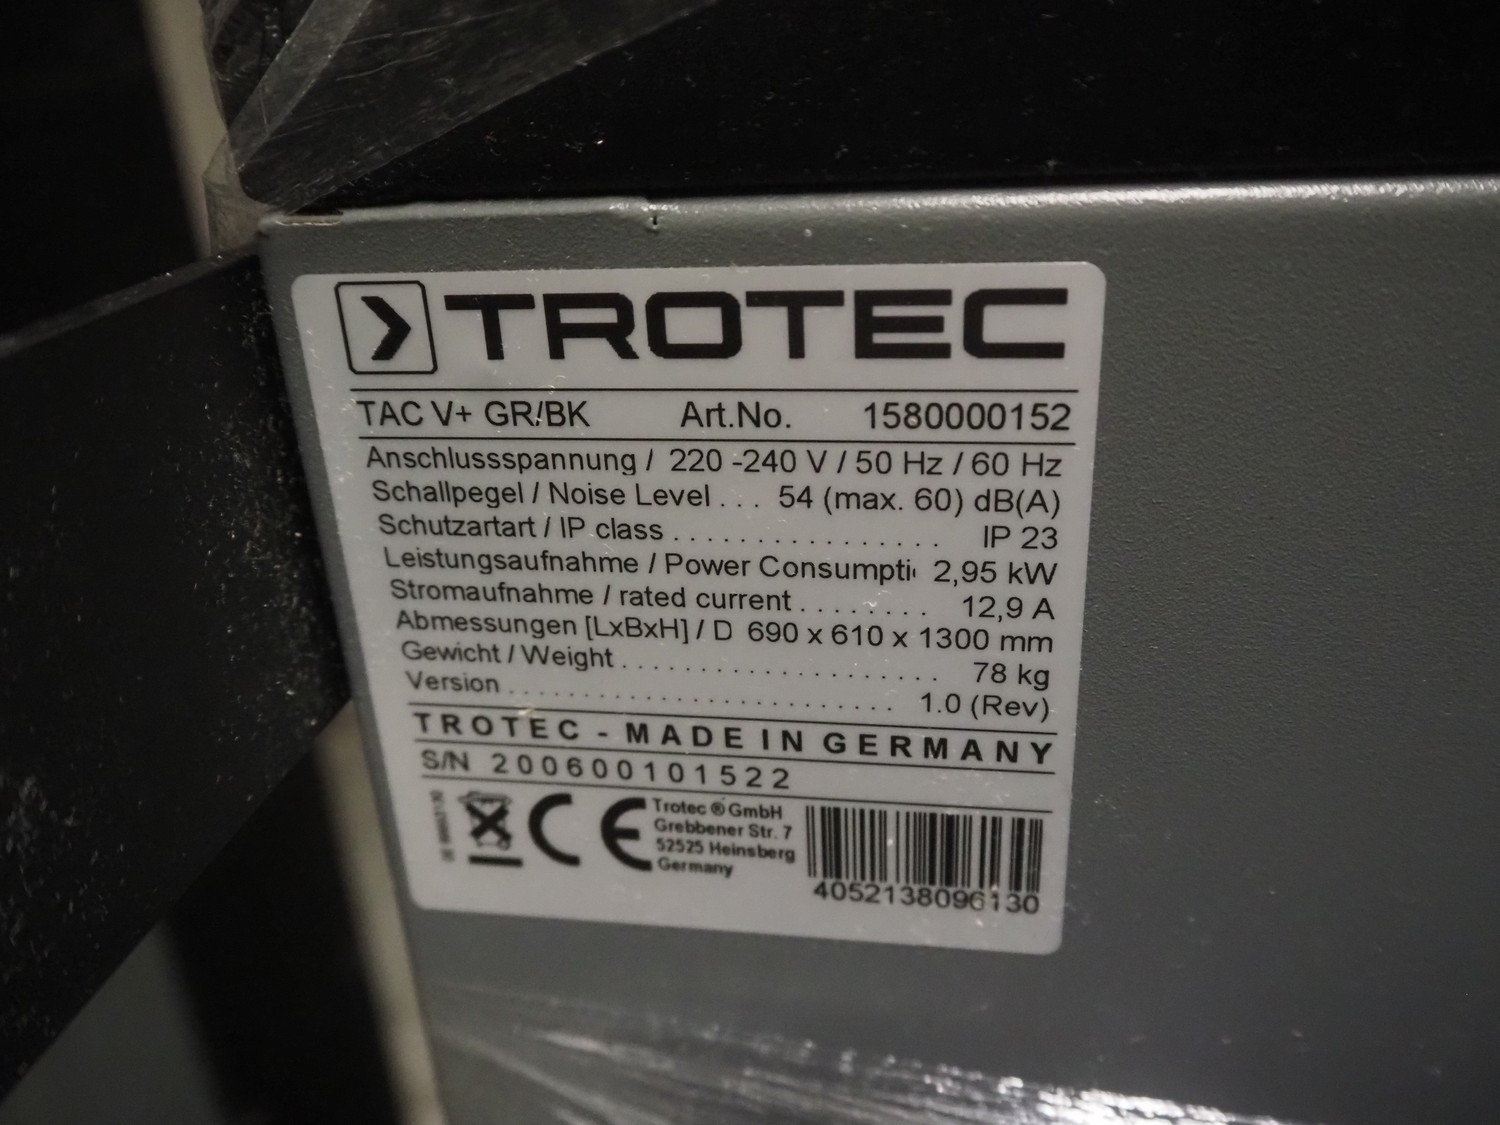 TROTEC
TAC V+ GR/BK Art.No. 1580000152
Anschlussspannung / 220 -240 V / 50 Hz / 60 Hz
Schallpegel / Noise Level . . . 54 (max. 60) dB(A)
Schutzartart / IP class . . . . . . . . . . . . . . . . IP 23
Leistungsaufnahme / Power Consumpti 2,95 kW
Stromaufnahme / rated current . . . . . . . . 12,9 A
Abmessungen [LxBxH] / D 690 x 610 x 1300 mm
Gewicht / Weight . . . . . . . . . . . . . . . . . . . 78 kg
Version . . . . . . . . . . . . . . . . . . . . . . . . . . 1.0 (Rev)
TROTEC - MADE IN GERMANY
S/N 200600101522
CE
Trotec ® GmbH
Grebbener Str. 7
52525 Heinsberg
Germany
4052138096130